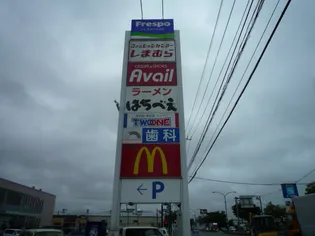 Frespo
ファッションセンター
しまむら
Avail
ラーメン
はちべえ
TWO ONE
歯科
M
← P